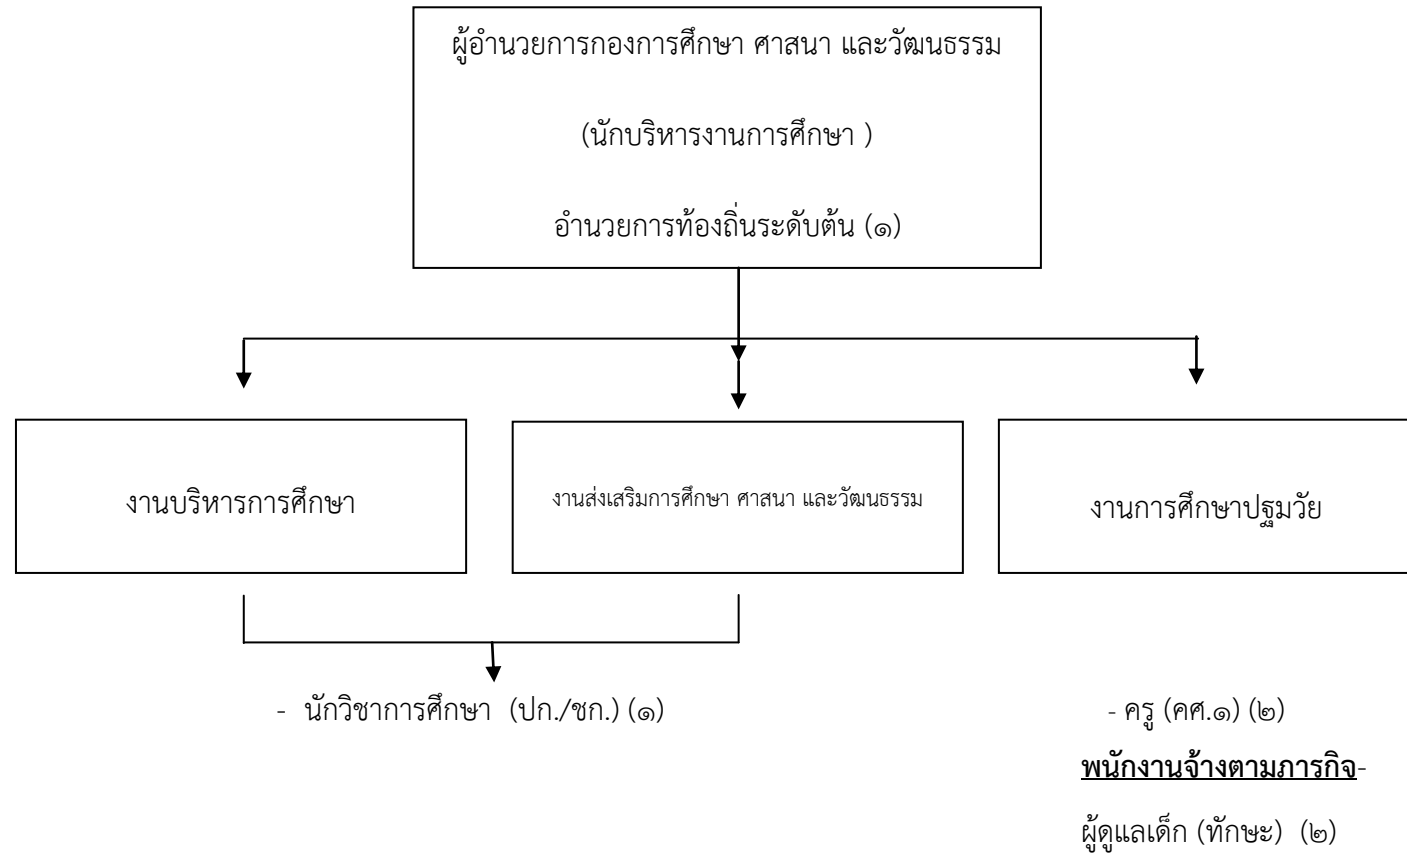 ผู้อำนวยการกองการศึกษา ศาสนา และวัฒนธรรม
(นักบริหารงานการศึกษา )
อำนวยการท้องถิ่นระดับต้น (๑)
งานบริหารการศึกษา
งานส่งเสริมการศึกษา ศาสนา และวัฒนธรรม
งานการศึกษาปฐมวัย
- นักวิชาการศึกษา (ปก./ชก.) (๑)
- ครู (คศ.๑) (๒)
พนักงานจ้างตามภารกิจ-
ผู้ดูแลเด็ก (ทักษะ) (๒)